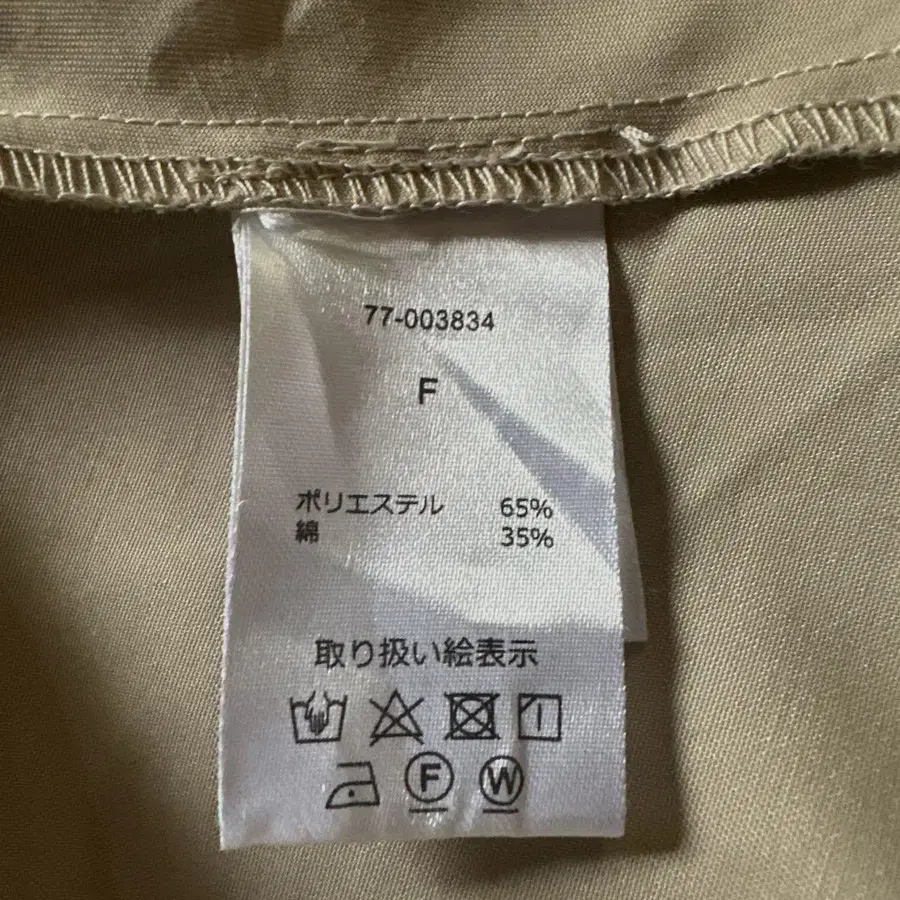 77-003834
F
ポリエステル 65%
綿 35%
取り扱い絵表示
F W